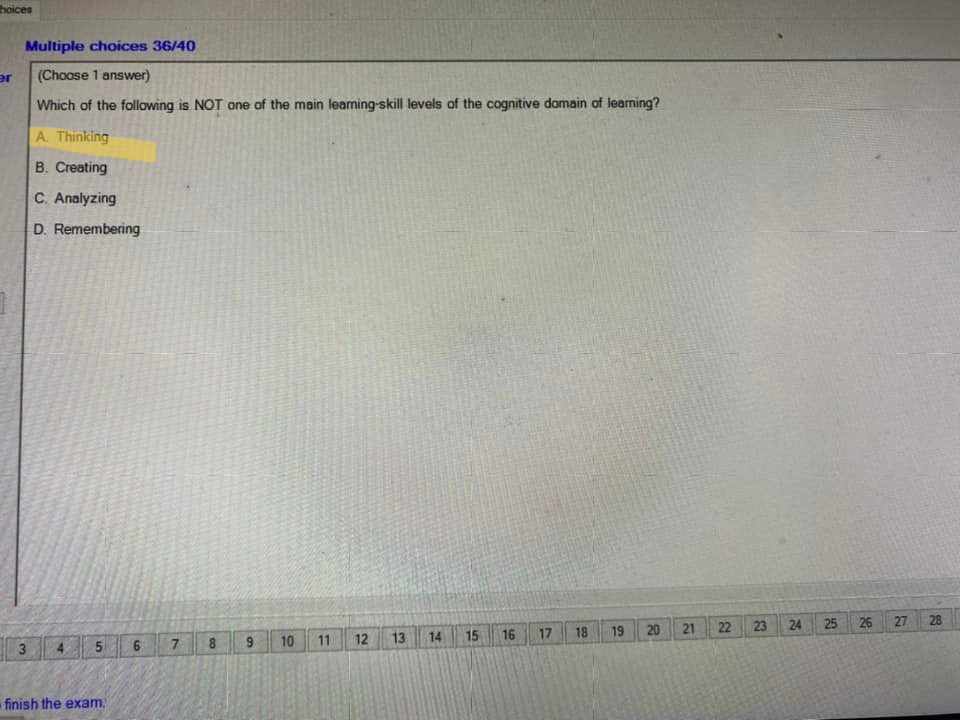 hoices
Multiple choices 36/40
er
(Choose 1 answer)
Which of the following is NOT one of the main learning-skill levels of the cognitive domain of learning?
A. Thinking
B. Creating
C. Analyzing
D. Remembering
3 4 5 6 7 8 9 10 11 12 13 14 15 16 17 18 19 20 21 22 23 24 25 26 27 28
finish the exam.